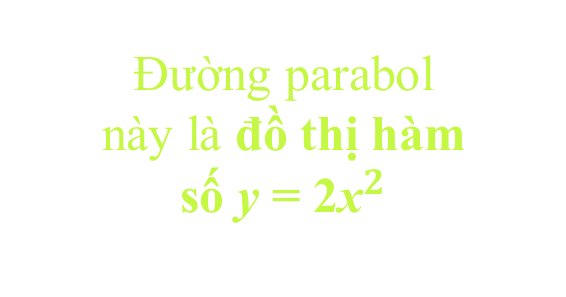 Đường parabol
này là đồ thị hàm
số y = 2x²